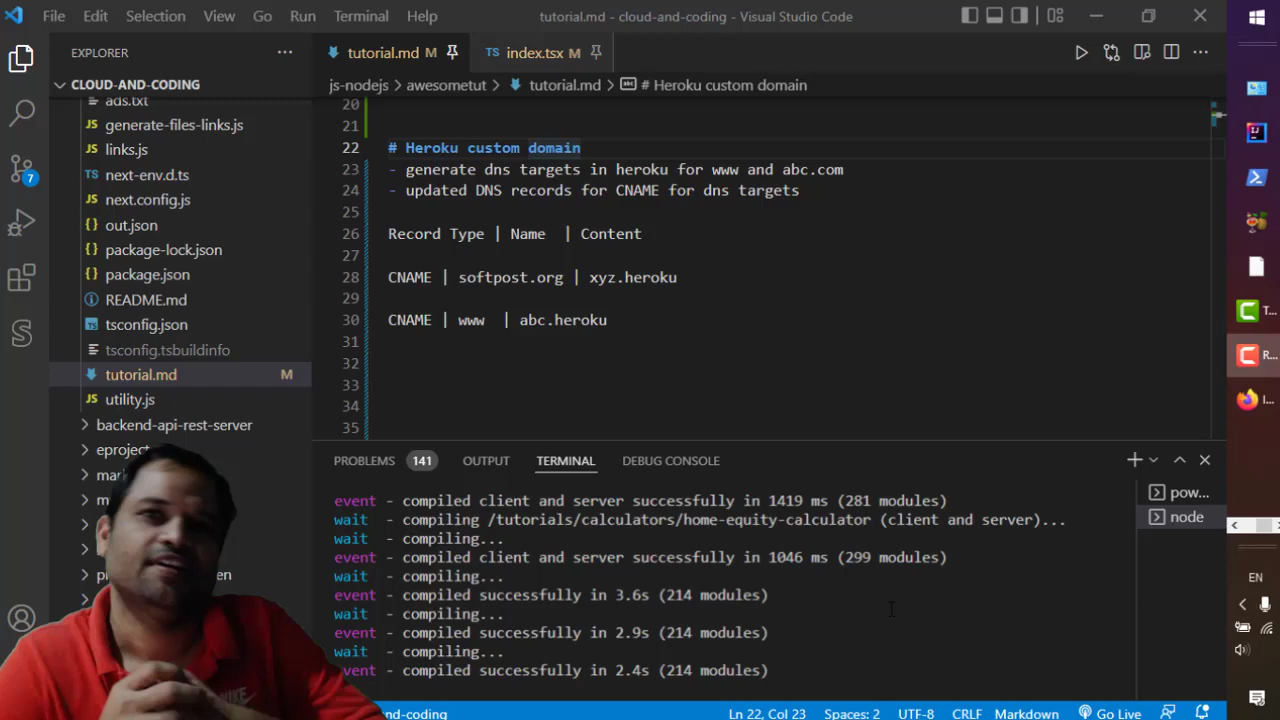 File Edit Selection View Go Run Terminal Help tutorial.md - cloud-and-coding - Visual Studio Code
EXPLORER ···
tutorial.md M
TS index.tsx M
CLOUD-AND-CODING
js-nodejs > awesometut > tutorial.md > # Heroku custom domain
ads.txt
JS generate-files-links.js
JS links.js
TS next-env.d.ts
JS next.config.js
{} out.json
{} package-lock.json
{} package.json
README.md
tsconfig.json
tsconfig.tsbuildinfo
tutorial.md M
JS utility.js
backend-api-rest-server
eproject
7
20
21
22 # Heroku custom domain
23 - generate dns targets in heroku for www and abc.com
24 - updated DNS records for CNAME for dns targets
25
26 Record Type | Name | Content
27
28 CNAME | softpost.org | xyz.heroku
29
30 CNAME | www | abc.heroku
31
32
33
34
35
PROBLEMS 141 OUTPUT TERMINAL DEBUG CONSOLE
event - compiled client and server successfully in 1419 ms (281 modules)
wait - compiling /tutorials/calculators/home-equity-calculator (client and server)...
wait - compiling...
event - compiled client and server successfully in 1046 ms (299 modules)
wait - compiling...
event - compiled successfully in 3.6s (214 modules)
wait - compiling...
event - compiled successfully in 2.9s (214 modules)
wait - compiling...
event - compiled successfully in 2.4s (214 modules)
pow...
node
nd-coding Ln 22, Col 23 Spaces: 2 UTF-8 CRLF Markdown Go Live
T...
R...
I...
EN